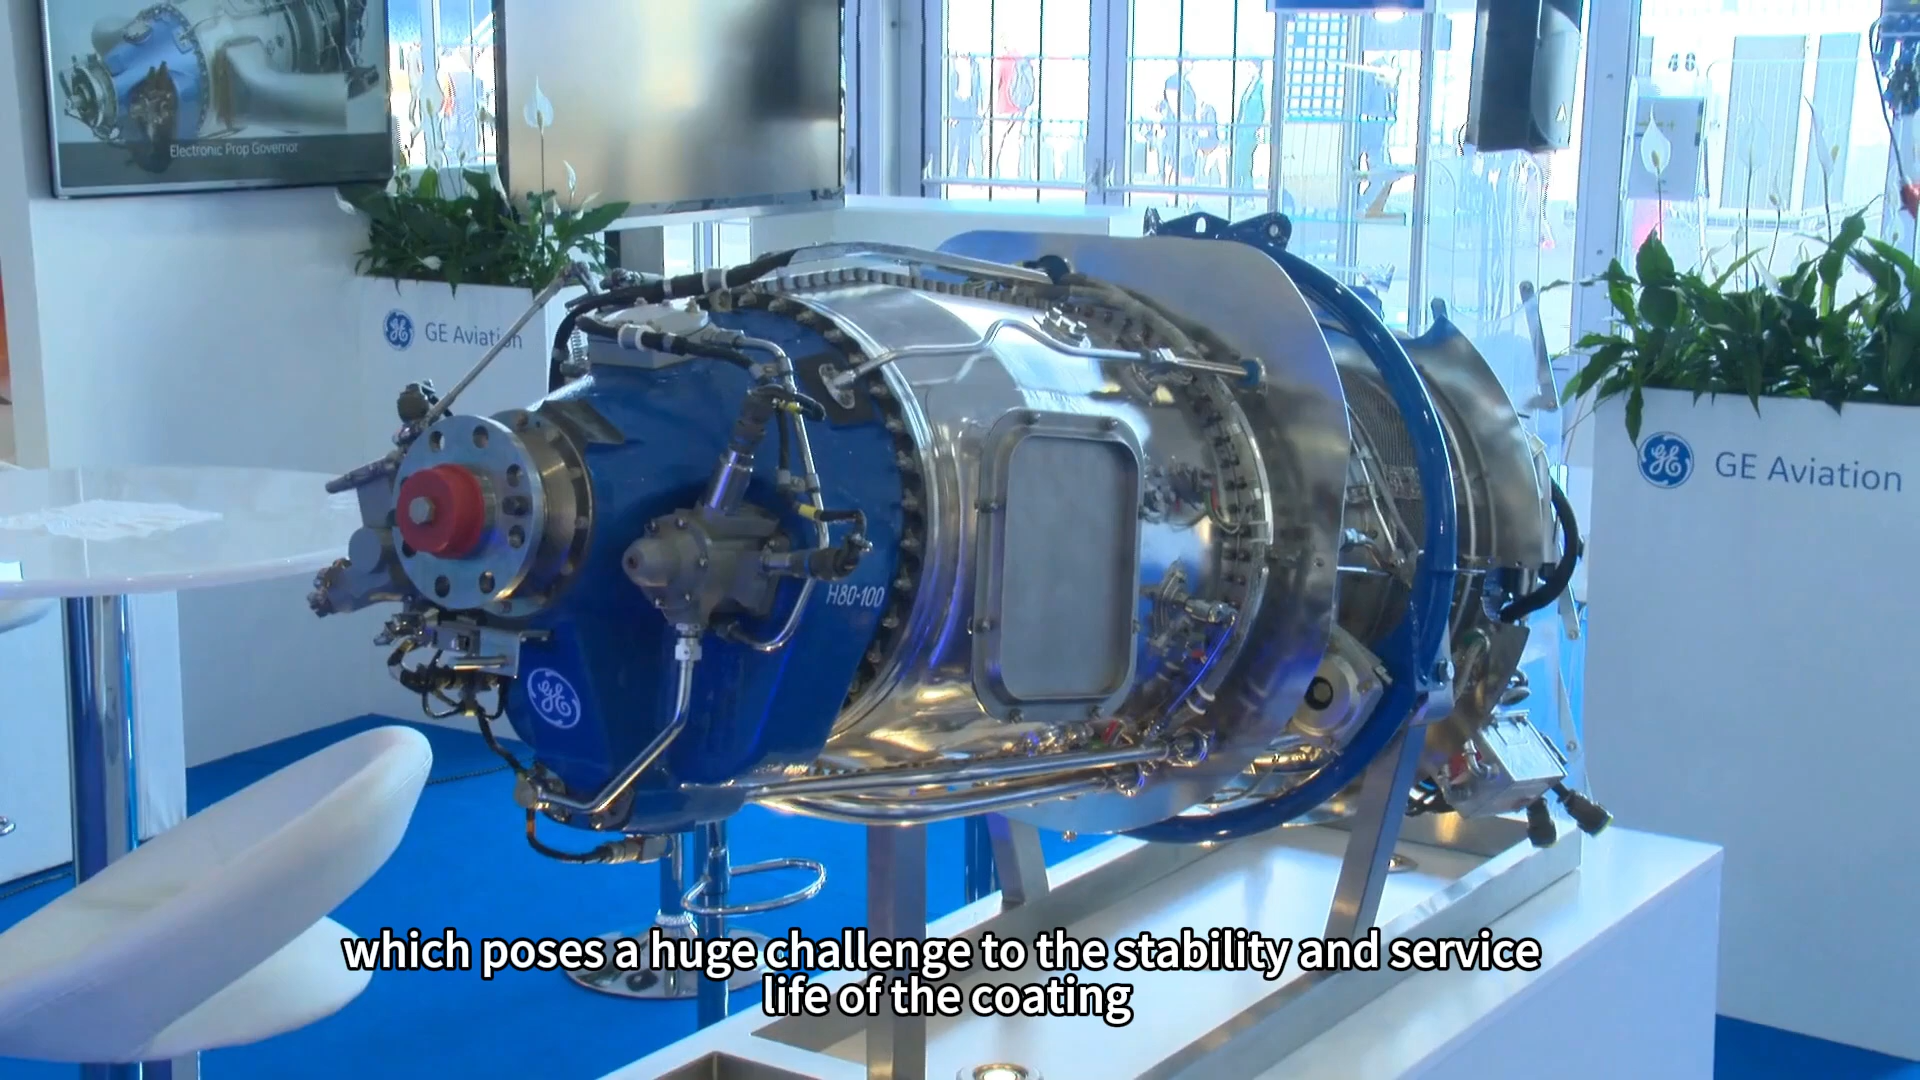 Electronic Prop Governor
GE Aviation
GE Aviation
H80-100
which poses a huge challenge to the stability and service
life of the coating